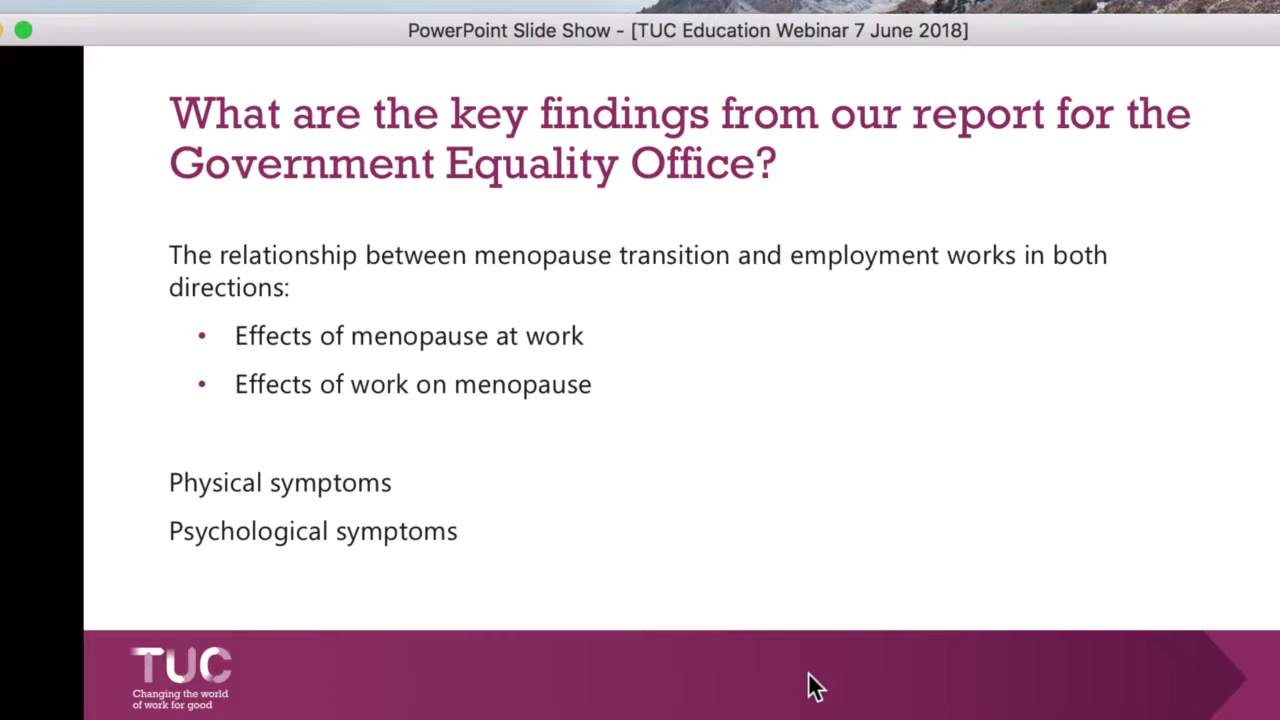 PowerPoint Slide Show - [TUC Education Webinar 7 June 2018]
What are the key findings from our report for the
Government Equality Office?
The relationship between menopause transition and employment works in both
directions:
• Effects of menopause at work
• Effects of work on menopause
Physical symptoms
Psychological symptoms
TUC
Changing the world
of work for good